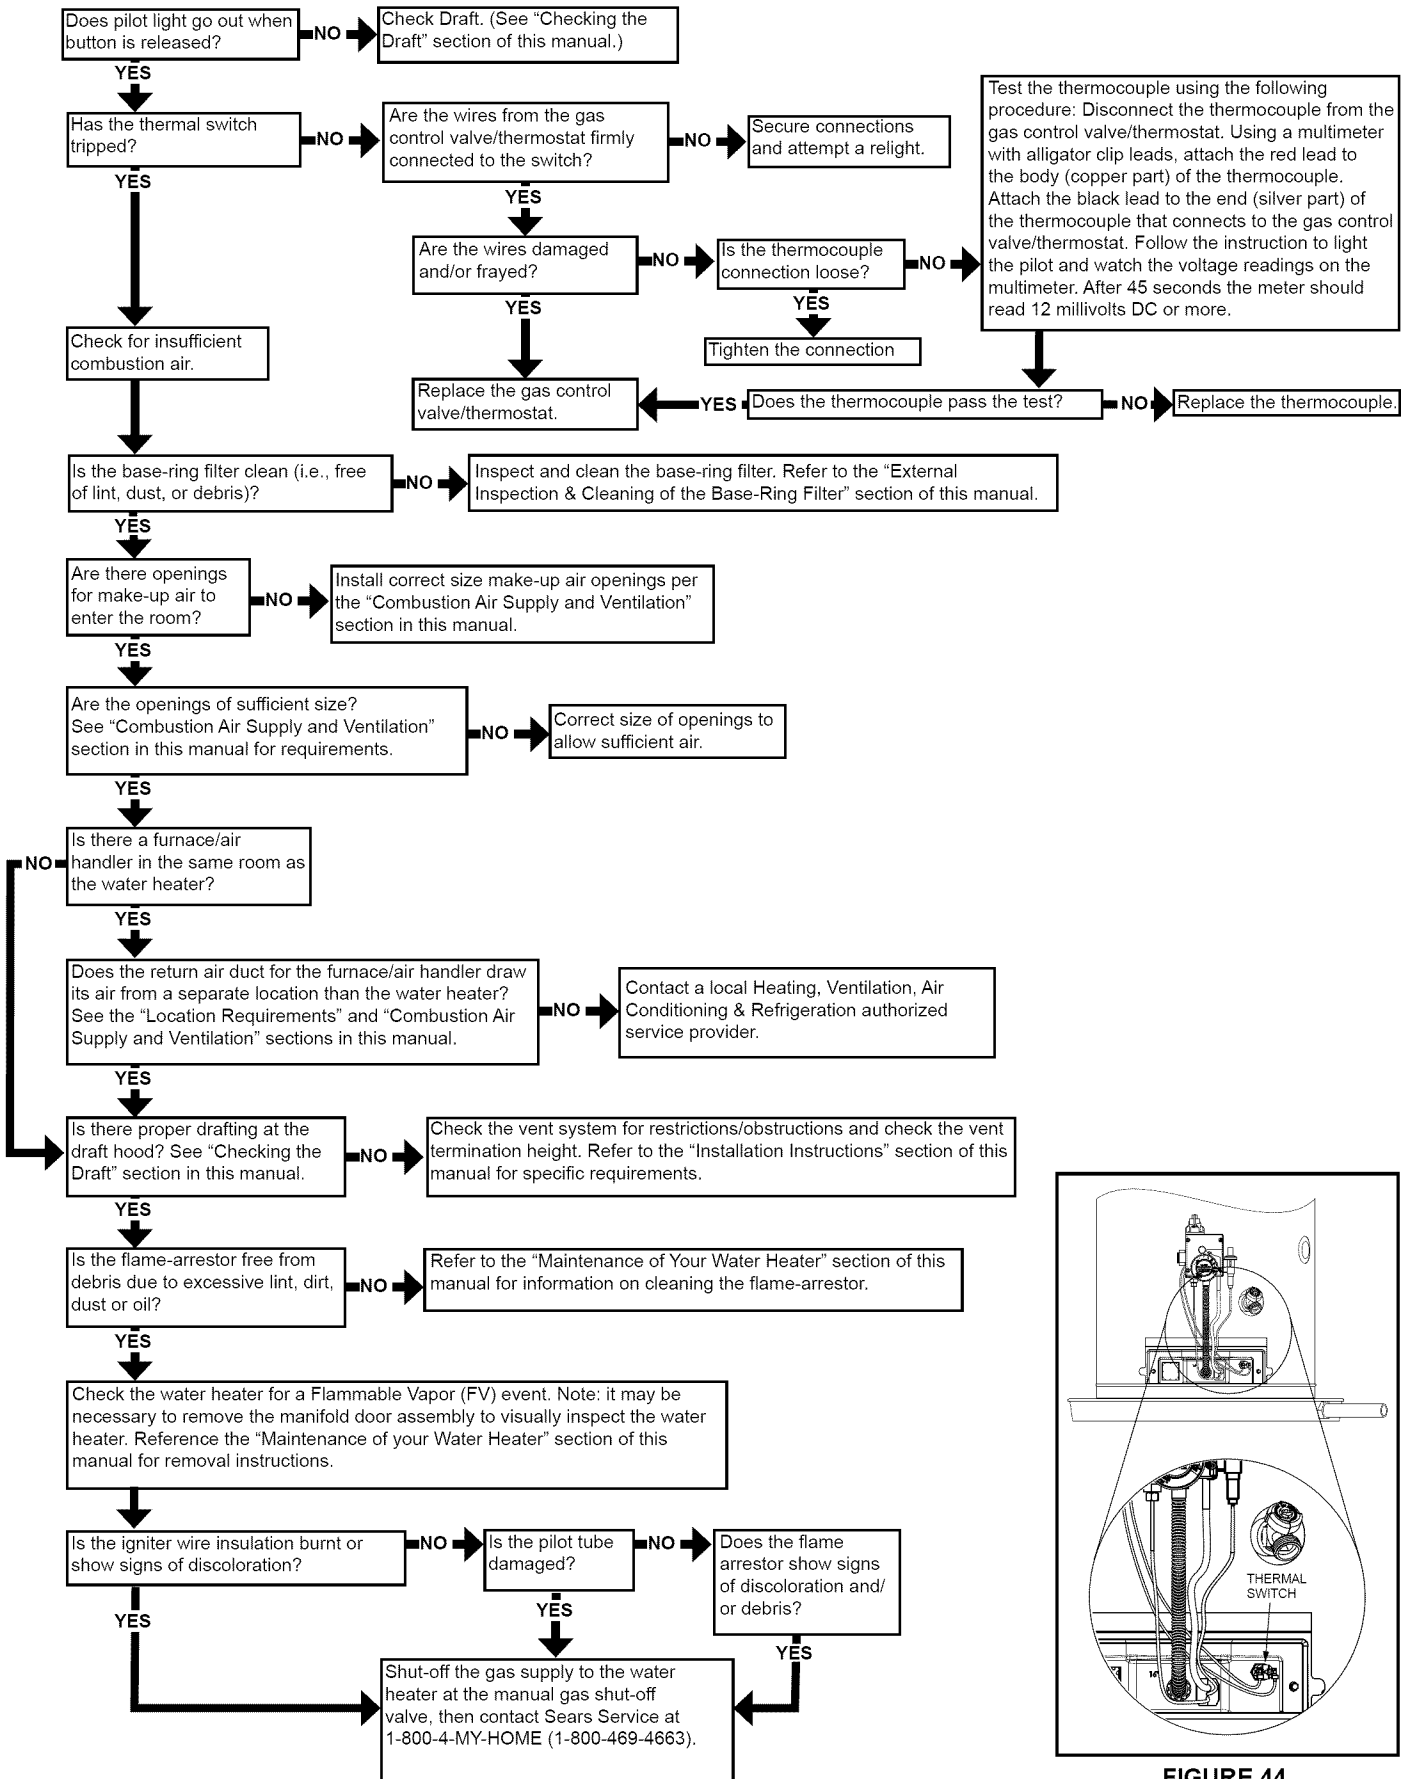 Does pilot light go out when
button is released?
NO
Check Draft. (See “Checking the
Draft” section of this manual.)
YES
Has the thermal switch
tripped?
NO
Are the wires from the gas
control valve/thermostat firmly
connected to the switch?
NO
Secure connections
and attempt a relight.
Test the thermocouple using the following
procedure: Disconnect the thermocouple from the
gas control valve/thermostat. Using a multimeter
with alligator clip leads, attach the red lead to
the body (copper part) of the thermocouple.
Attach the black lead to the end (silver part) of
the thermocouple that connects to the gas control
valve/thermostat. Follow the instruction to light
the pilot and watch the voltage readings on the
multimeter. After 45 seconds the meter should
read 12 millivolts DC or more.
YES
YES
Are the wires damaged
and/or frayed?
NO
Is the thermocouple
connection loose?
NO
YES
YES
Tighten the connection
Check for insufficient
combustion air.
Replace the gas control
valve/thermostat.
YES
Does the thermocouple pass the test?
NO
Replace the thermocouple.
Is the base-ring filter clean (i.e., free
of lint, dust, or debris)?
NO
Inspect and clean the base-ring filter. Refer to the “External
Inspection & Cleaning of the Base-Ring Filter” section of this manual.
YES
Are there openings
for make-up air to
enter the room?
NO
Install correct size make-up air openings per
the “Combustion Air Supply and Ventilation”
section in this manual.
YES
Are the openings of sufficient size?
See “Combustion Air Supply and Ventilation”
section in this manual for requirements.
NO
Correct size of openings to
allow sufficient air.
YES
Is there a furnace/air
handler in the same room as
the water heater?
NO
YES
Does the return air duct for the furnace/air handler draw
its air from a separate location than the water heater?
See the “Location Requirements” and “Combustion Air
Supply and Ventilation” sections in this manual.
NO
Contact a local Heating, Ventilation, Air
Conditioning & Refrigeration authorized
service provider.
YES
Is there proper drafting at the
draft hood? See “Checking the
Draft” section in this manual.
NO
Check the vent system for restrictions/obstructions and check the vent
termination height. Refer to the “Installation Instructions” section of this
manual for specific requirements.
YES
Is the flame-arrestor free from
debris due to excessive lint, dirt,
dust or oil?
NO
Refer to the “Maintenance of Your Water Heater” section of this
manual for information on cleaning the flame-arrestor.
YES
Check the water heater for a Flammable Vapor (FV) event. Note: it may be
necessary to remove the manifold door assembly to visually inspect the water
heater. Reference the “Maintenance of your Water Heater” section of this
manual for removal instructions.
Is the igniter wire insulation burnt or
show signs of discoloration?
NO
Is the pilot tube
damaged?
NO
Does the flame
arrestor show signs
of discoloration and/
or debris?
YES
YES
YES
Shut-off the gas supply to the water
heater at the manual gas shut-off
valve, then contact Sears Service at
1-800-4-MY-HOME (1-800-469-4663).
THERMAL
SWITCH
FIGURE 44